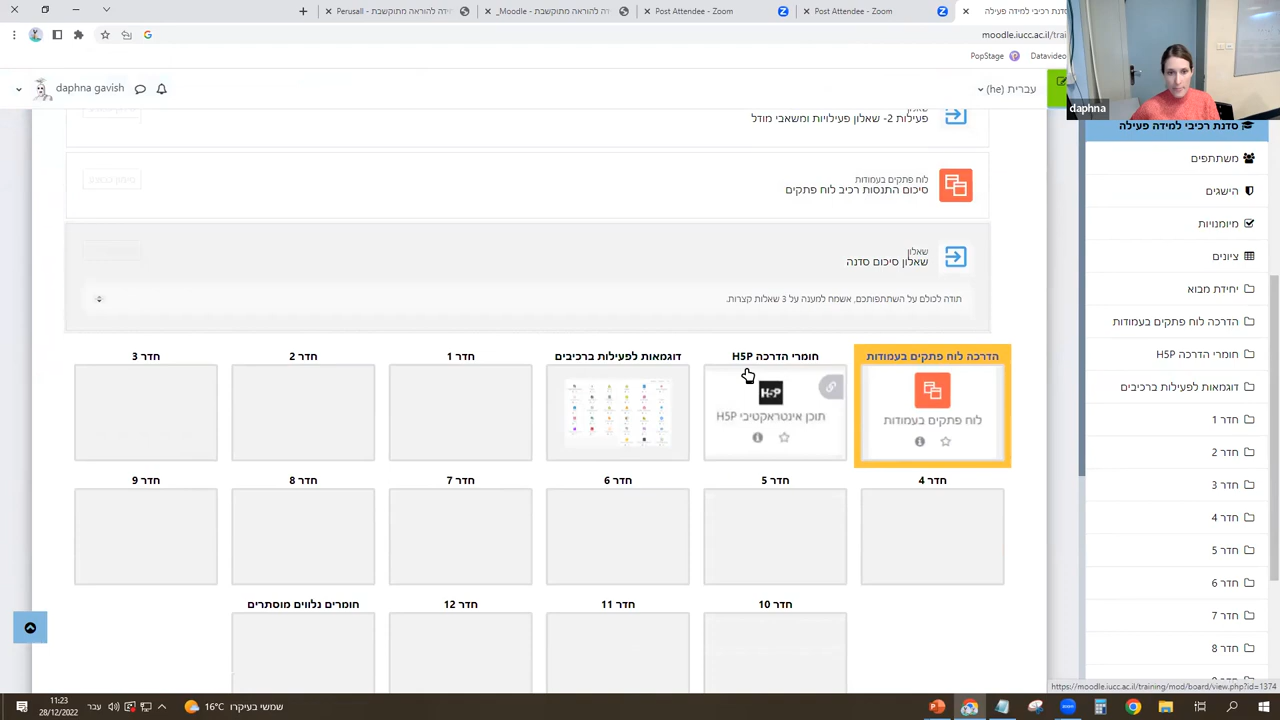 סדנת רכיבי למידה פעילה
Post Attendee - Zoom
Post Attendee - Zoom
Moodle - להוראה מתוקשבת
Perusall - להוראה מתוקשבת
moodle.iucc.ac.il/trai
PopStage
Datavideo
daphna gavish
עברית ‎(he)‎
daphna
שאלון
פעילות 2- שאלון פעילויות ומשאבי מודל
לוח פתקים בעמודות
סיכום התנסות רכיב לוח פתקים
שאלון
שאלון סיכום סדנה
תודה לכולם על השתתפותכם, אשמח למענה על 3 שאלות קצרות.
הדרכה לוח פתקים בעמודות
חומרי הדרכה H5P
דוגמאות לפעילות ברכיבים
חדר 1
חדר 2
חדר 3
לוח פתקים בעמודות
H-P
תוכן אינטראקטיבי H5P
חדר 4
חדר 5
חדר 6
חדר 7
חדר 8
חדר 9
חדר 10
חדר 11
חדר 12
חומרים נלווים מוסתרים
סדנת רכיבי למידה פעילה
משתתפים
הישגים
מיומנויות
ציונים
יחידת מבוא
הדרכה לוח פתקים בעמודות
חומרי הדרכה H5P
דוגמאות לפעילות ברכיבים
חדר 1
חדר 2
חדר 3
חדר 4
חדר 5
חדר 6
חדר 7
חדר 8
https://moodle.iucc.ac.il/training/mod/board/view.php?id=1374
11:23
28/12/2022
עבר
16°C שמשי בעיקרו